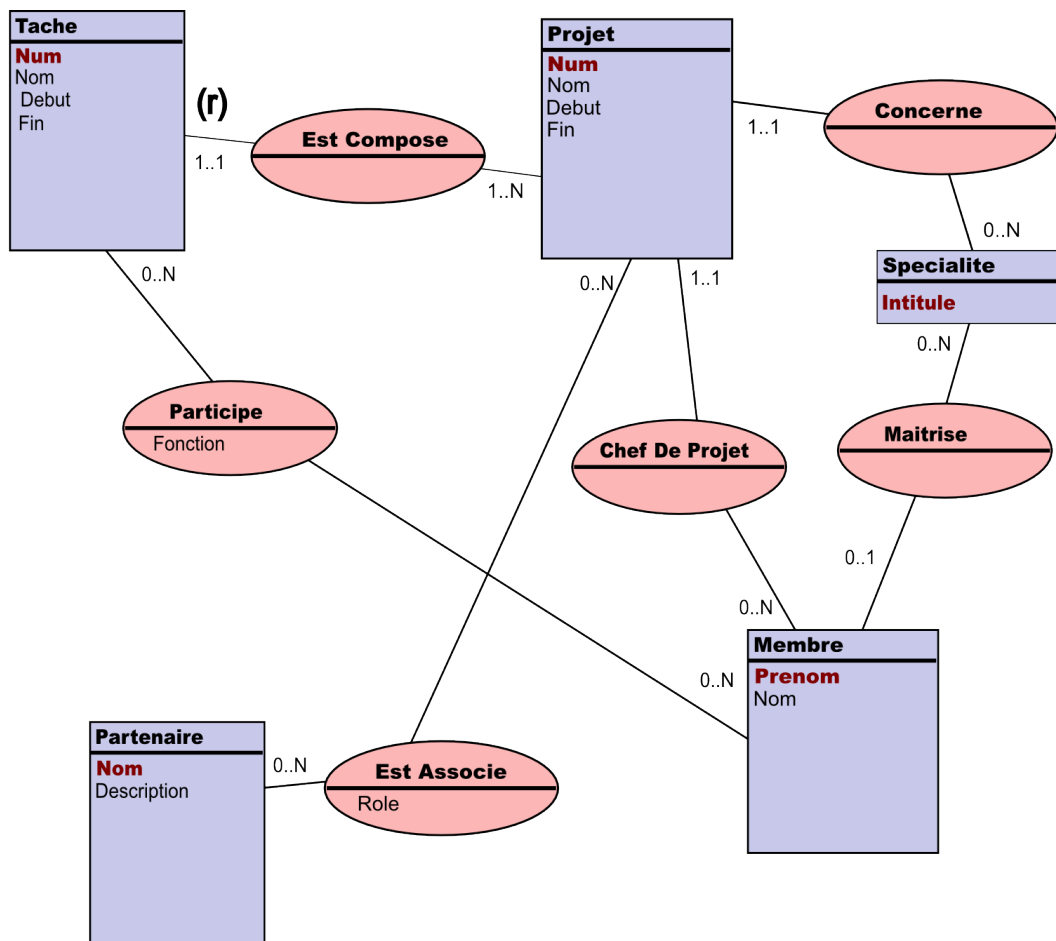 Tache
Num
Nom
Debut
Fin
(r)
1..1
Est Compose
1..N
Projet
Num
Nom
Debut
Fin
1..1
Concerne
0..N
Specialite
Intitule
0..N
0..N
0..N
1..1
Participe
Fonction
Chef De Projet
Maitrise
0..1
0..N
0..N
Membre
Prenom
Nom
Partenaire
Nom
Description
0..N
Est Associe
Role